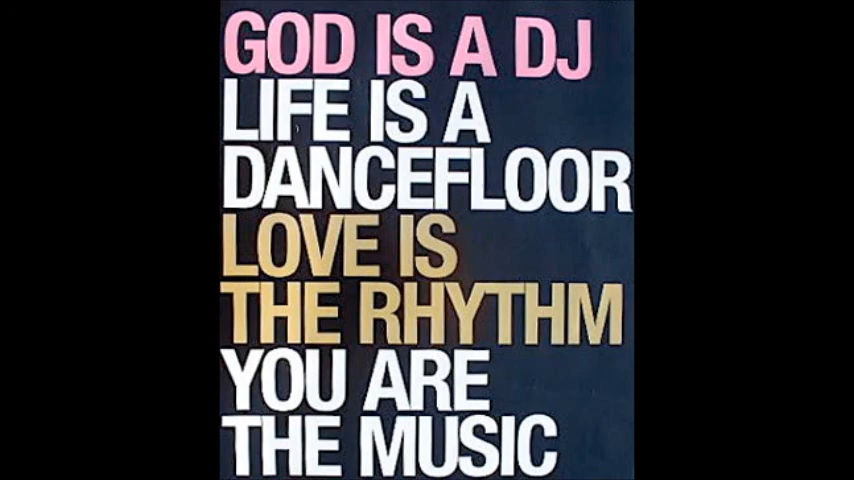 GOD IS A DJ
LIFE IS A
DANCEFLOOR
LOVE IS
THE RHYTHM
YOU ARE
THE MUSIC